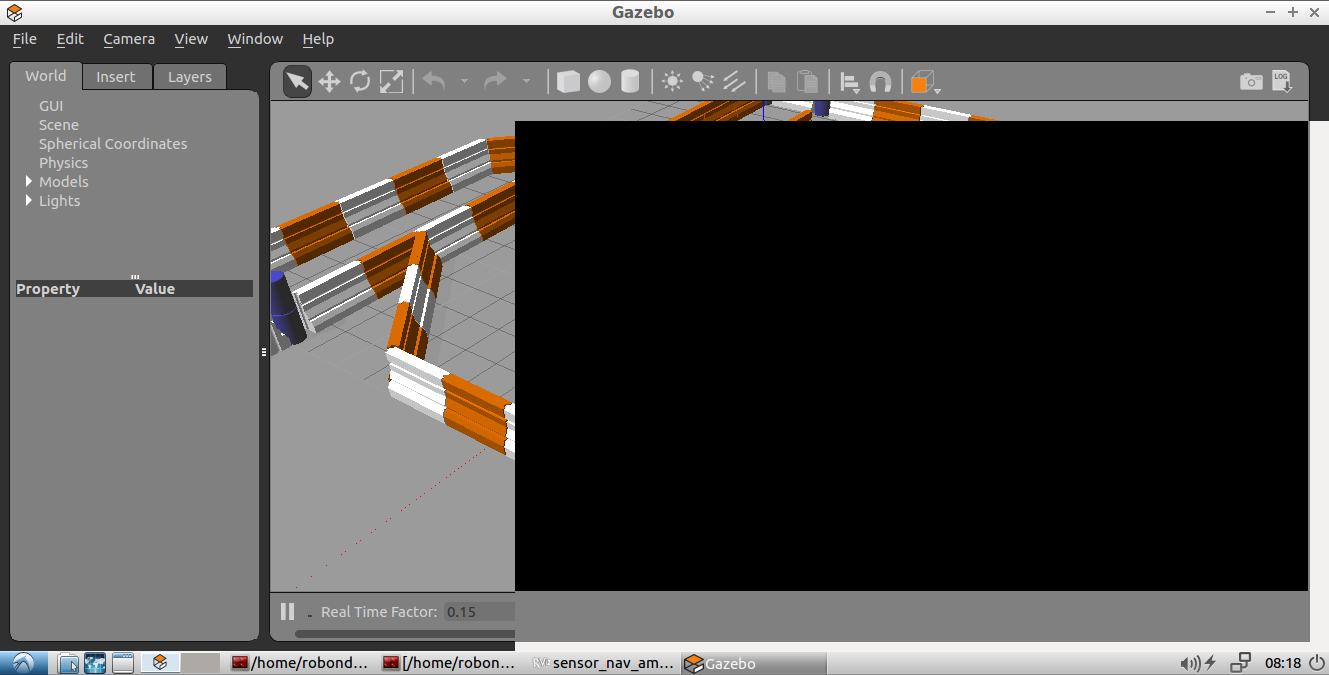 Gazebo
File Edit Camera View Window Help
World Insert Layers
LOG
GUI
Scene
Spherical Coordinates
Physics
Models
Lights
Property Value
Real Time Factor: 0.15
/home/robond... [/home/robon... RViz sensor_nav_am... Gazebo 08:18